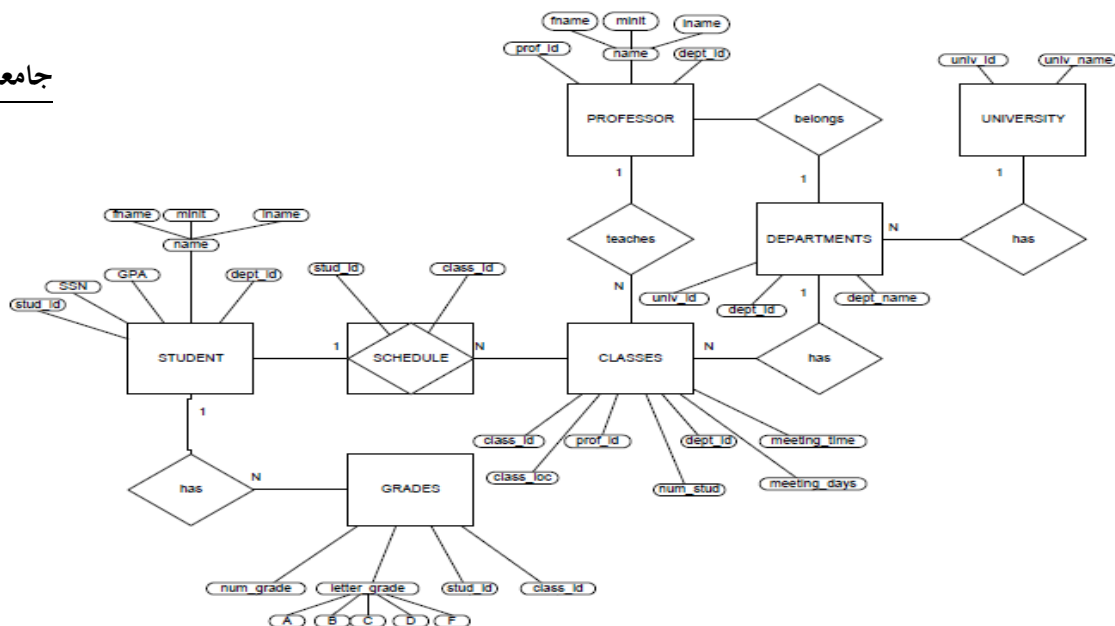 fname minit lname
prof_id name dept_id
univ_id univ_name
جامع
PROFESSOR belongs UNIVERSITY
1 1 1
fname minit lname
name
teaches DEPARTMENTS N has
SSN GPA dept_id
stud_id
stud_id class_id
N univ_id dept_id 1 dept_name
STUDENT 1 SCHEDULE N CLASSES N has
1
class_id prof_id dept_id meeting_time
class_loc num_stud meeting_days
has N GRADES
num_grade letter_grade stud_id class_id
A B C D F